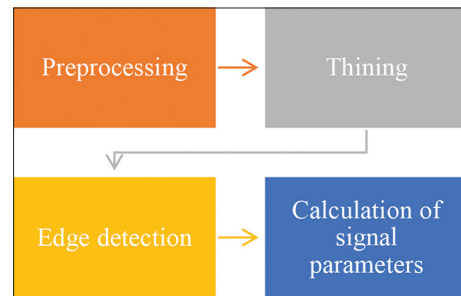 Preprocessing
Thining
Edge detection
Calculation of
signal
parameters